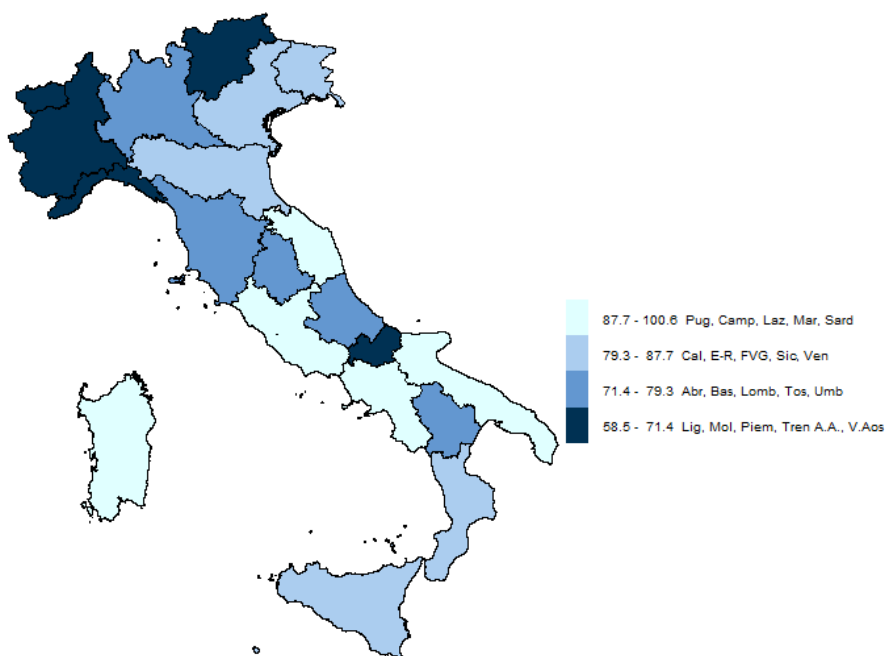 87.7 - 100.6 Pug, Camp, Laz, Mar, Sard
79.3 - 87.7 Cal, E-R, FVG, Sic, Ven
71.4 - 79.3 Abr, Bas, Lomb, Tos, Umb
58.5 - 71.4 Lig, Mol, Piem, Tren A.A., V.Aos